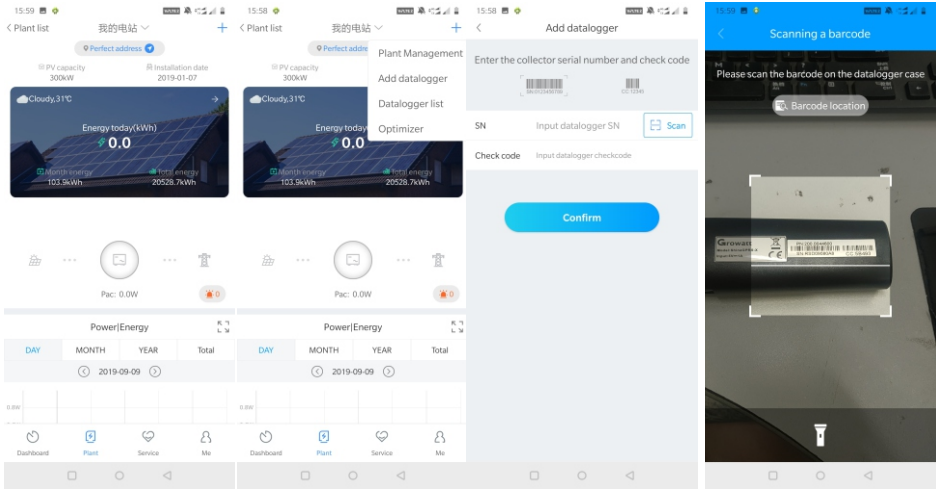 15:59
Plant list
我的电站
+
Perfect address
PV capacity
300kW
Installation date
2019-01-07
Cloudy,31℃
Energy today(kWh)
0.0
Month energy
103.9kWh
Total energy
20528.7kWh
Pac: 0.0W
0
Power|Energy
DAY
MONTH
YEAR
Total
2019-09-09
0.8W
Dashboard
Plant
Service
Me
15:58
Plant list
我的电站
+
Perfect addre
PV capacity
300kW
Plant Management
Add datalogger
Datalogger list
Optimizer
Cloudy,31℃
Energy today
0.0
Month energy
103.9kWh
Total energy
20528.7kWh
Pac: 0.0W
0
Power|Energy
DAY
MONTH
YEAR
Total
2019-09-09
0.8W
Dashboard
Plant
Service
Me
15:58
Add datalogger
Enter the collector serial number and check code
SN
Input datalogger SN
Scan
Check code
Input datalogger checkcode
Confirm
15:58
Scanning a barcode
Please scan the barcode on the datalogger case
Barcode location
Growatt
CE